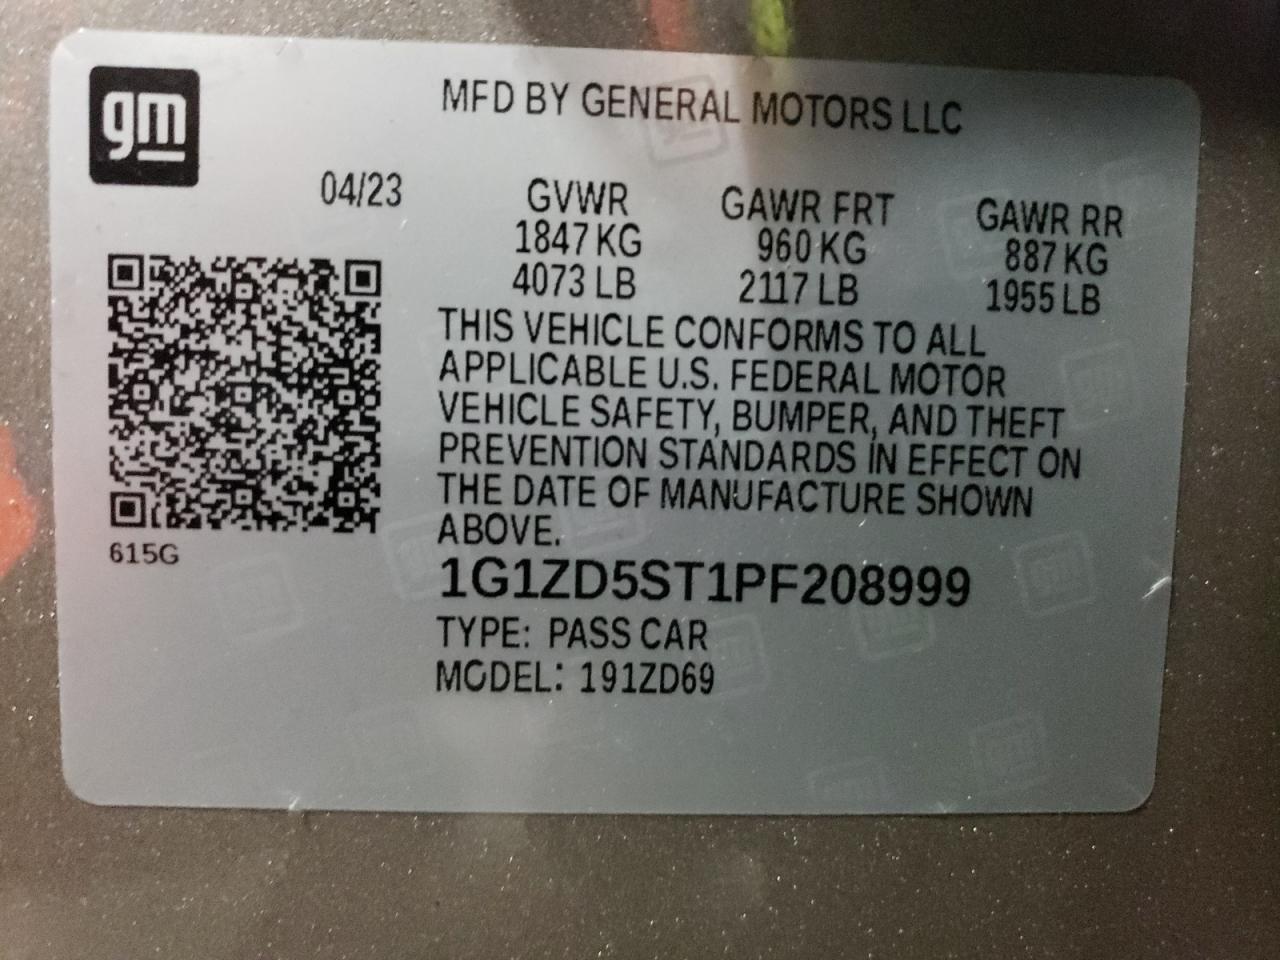 gm
MFD BY GENERAL MOTORS LLC
04/23
GVWR
1847 KG
4073 LB
GAWR FRT
960 KG
2117 LB
GAWR RR
887 KG
1955 LB
THIS VEHICLE CONFORMS TO ALL
APPLICABLE U.S. FEDERAL MOTOR
VEHICLE SAFETY, BUMPER, AND THEFT
PREVENTION STANDARDS IN EFFECT ON
THE DATE OF MANUFACTURE SHOWN
ABOVE.
615G
1G1ZD5ST1PF208999
TYPE: PASS CAR
MODEL: 191ZD69